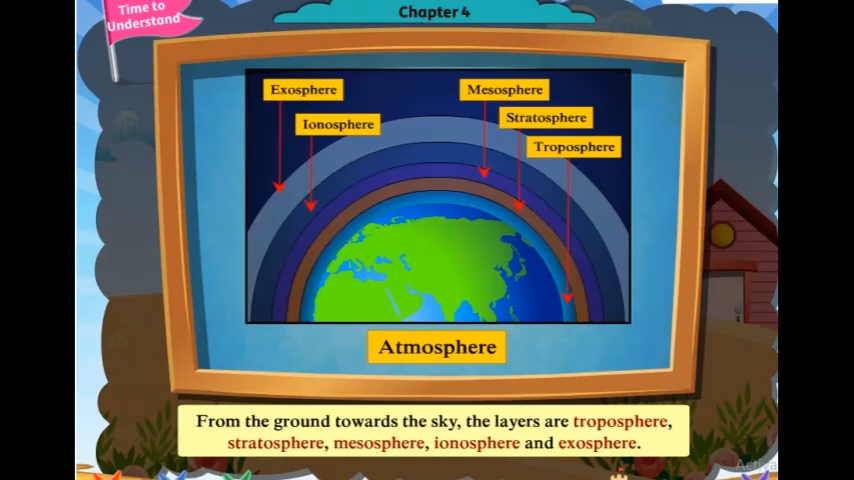 Time to
Understand
Chapter 4
Exosphere
Mesosphere
Ionosphere
Stratosphere
Troposphere
Atmosphere
From the ground towards the sky, the layers are troposphere,
stratosphere, mesosphere, ionosphere and exosphere.